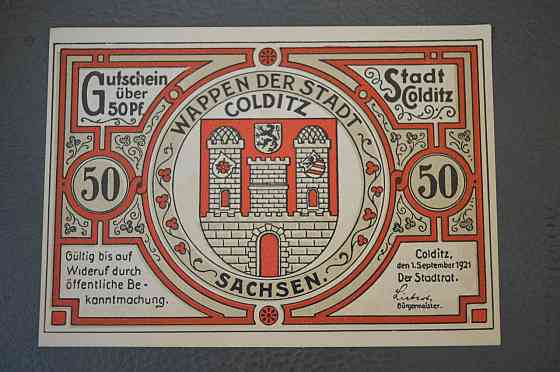 Gutschein
über
50 Pf
WAPPEN DER STADT
COLDITZ
Stadt
Colditz
50
50
SACHSEN.
Gültig bis auf
Wideruf durch
öffentliche Be-
kanntmachung.
Colditz,
den 1. September 1921
Der Stadtrat.
Bürgermeister.